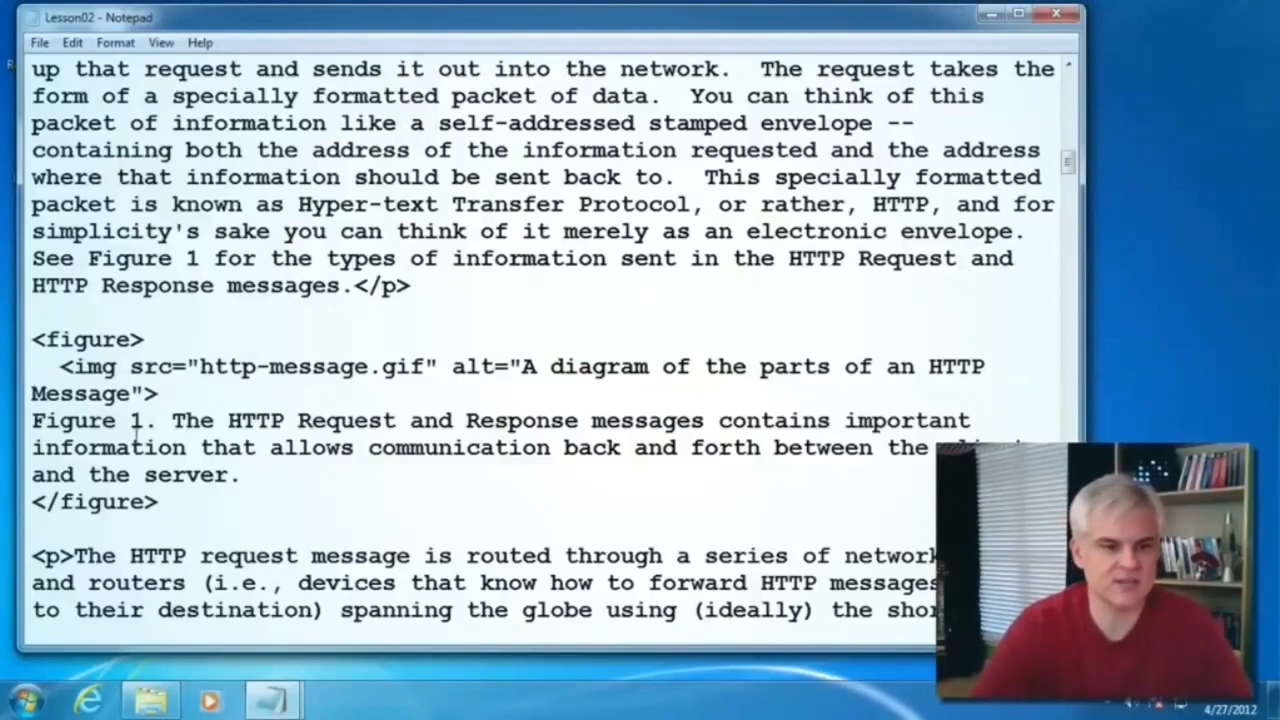 Lesson02 - Notepad
File Edit Format View Help
up that request and sends it out into the network.  The request takes the
form of a specially formatted packet of data.  You can think of this
packet of information like a self-addressed stamped envelope --
containing both the address of the information requested and the address
where that information should be sent back to.  This specially formatted
packet is known as Hyper-text Transfer Protocol, or rather, HTTP, and for
simplicity's sake you can think of it merely as an electronic envelope.
See Figure 1 for the types of information sent in the HTTP Request and
HTTP Response messages.</p>
<figure>
<img src="http-message.gif" alt="A diagram of the parts of an HTTP
Message">
Figure 1. The HTTP Request and Response messages contains important
information that allows communication back and forth between the
and the server.
</figure>
<p>The HTTP request message is routed through a series of network
and routers (i.e., devices that know how to forward HTTP messages
to their destination) spanning the globe using (ideally) the
4/27/2012